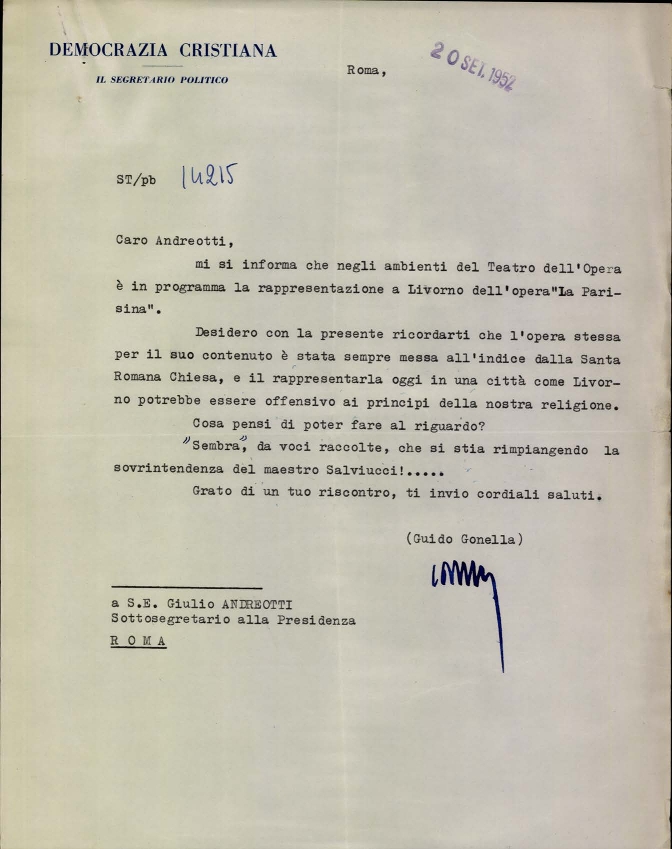 DEMOCRAZIA CRISTIANA
IL SEGRETARIO POLITICO
Roma, 20 SET. 1952
ST/pb 14215
Caro Andreotti,
mi si informa che negli ambienti del Teatro dell'Opera
è in programma la rappresentazione a Livorno dell'opera"La Pari-
sina".
Desidero con la presente ricordarti che l'opera stessa
per il suo contenuto è stata sempre messa all'indice dalla Santa
Romana Chiesa, e il rappresentarla oggi in una città come Livor-
no potrebbe essere offensivo ai principi della nostra religione.
Cosa pensi di poter fare al riguardo?
"Sembra", da voci raccolte, che si stia rimpiangendo la
sovrintendenza del maestro Salviucci!.....
Grato di un tuo riscontro, ti invio cordiali saluti.
(Guido Gonella)
a S.E. Giulio ANDREOTTI
Sottosegretario alla Presidenza
R O M A